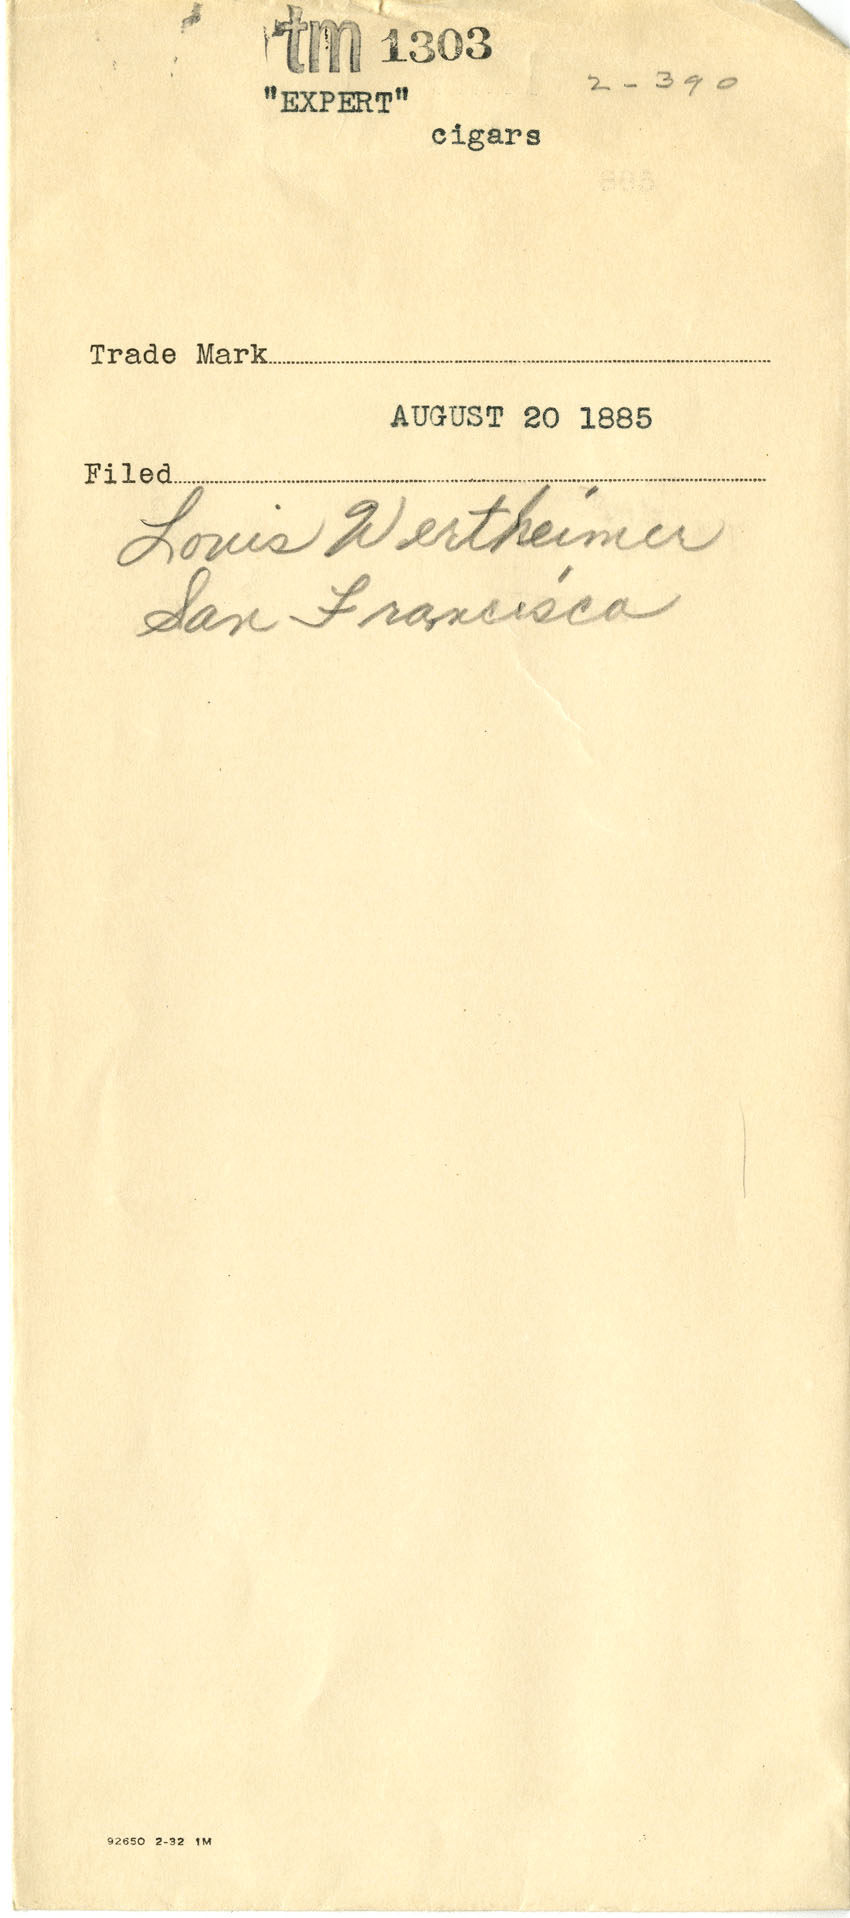 tm 1303
2-390
"EXPERT"
cigars
Trade Mark
AUGUST 20 1885
Filed
Louis Wertheimer
San Francisco
92650 2-32 1M